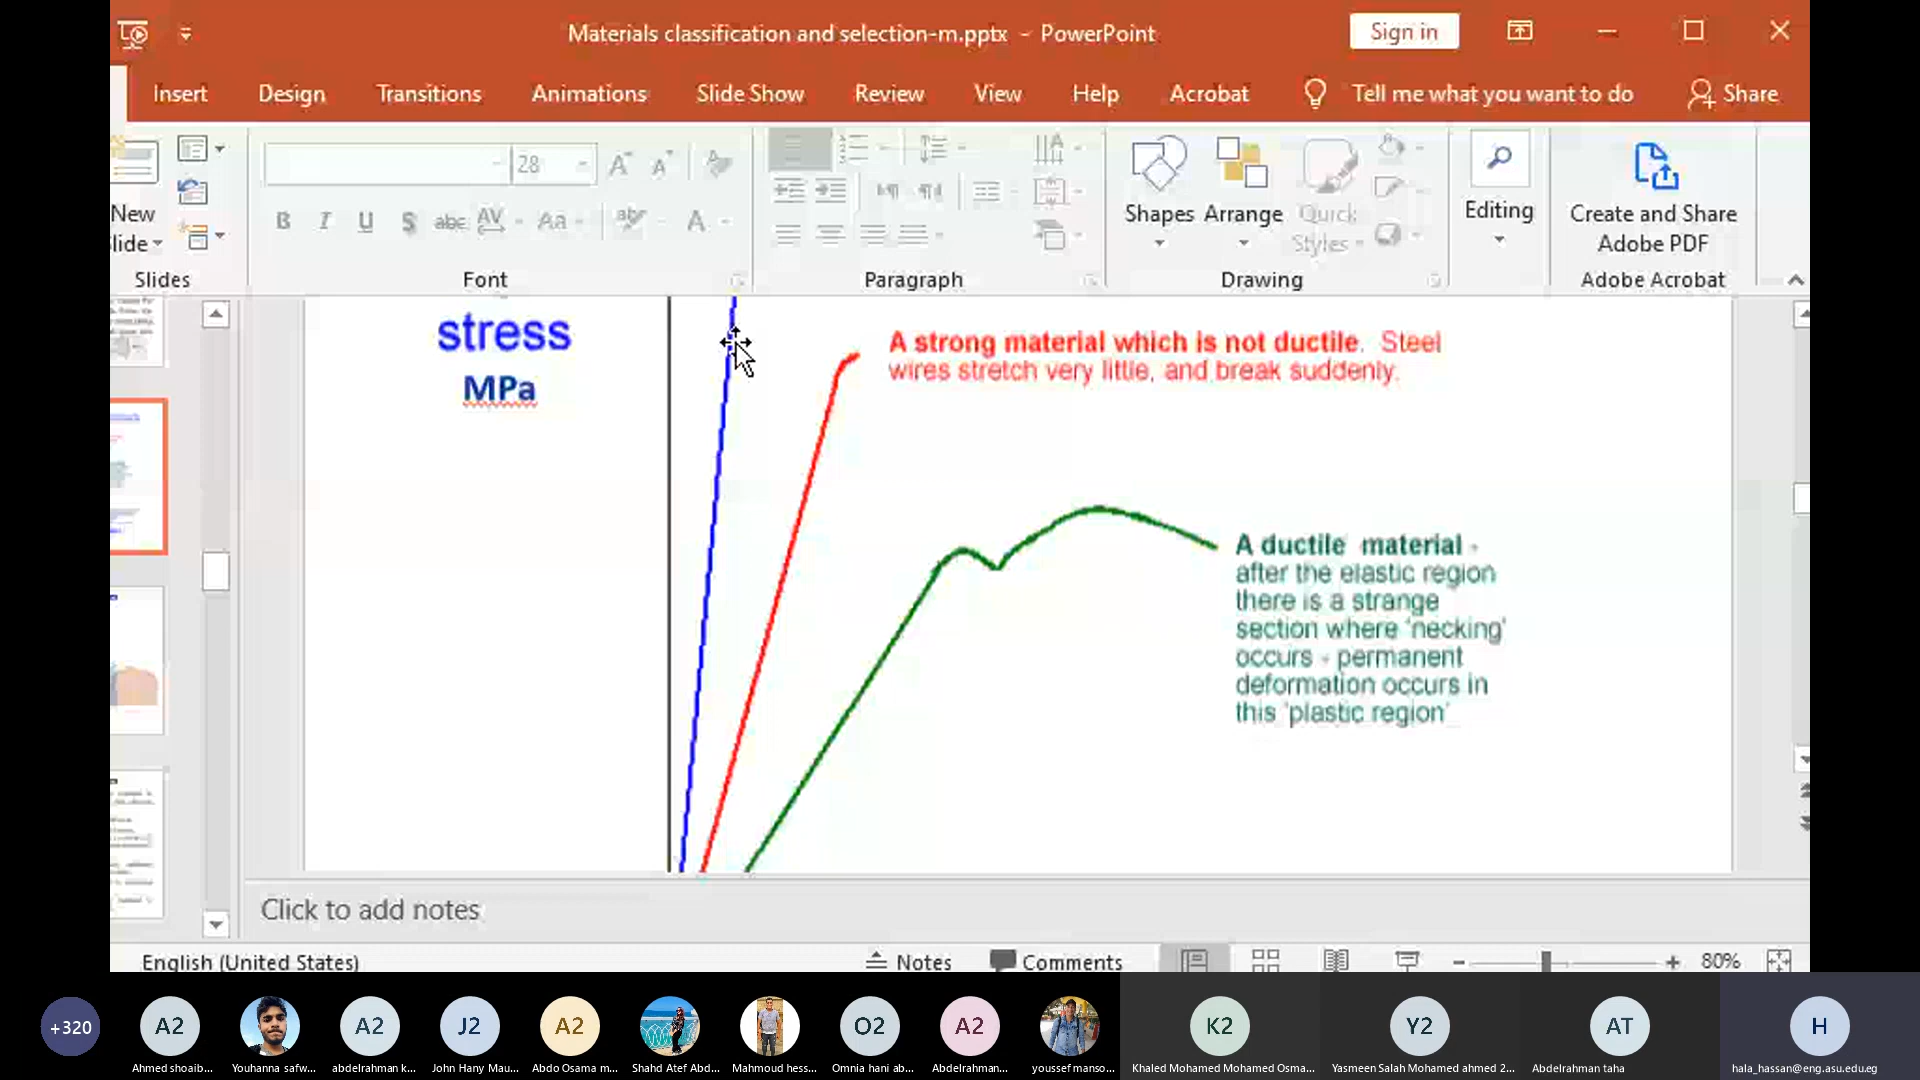 Materials classification and selection-m.pptx – PowerPoint
Sign in
Insert Design Transitions Animations Slide Show Review View Help Acrobat Tell me what you want to do Share
28
New
lide
B I U S abc AV Aa A
Shapes Arrange Quick
Styles
Editing
Create and Share
Adobe PDF
Slides Font Paragraph Drawing Adobe Acrobat
stress
MPa
A strong material which is not ductile. Steel
wires stretch very little, and break suddenly.
A ductile material -
after the elastic region
there is a strange
section where 'necking'
occurs - permanent
deformation occurs in
this 'plastic region'
Click to add notes
English (United States) Notes Comments 80%
+320 A2 A2 J2 A2 O2 A2 K2 Y2 AT H
Ahmed shoaib... Youhanna safw... abdelrahman k... John Hany Mau... Abdo Osama m... Shahd Atef Abd... Mahmoud hess... Omnia hani ab... Abdelrahman... youssef manso... Khaled Mohamed Mohamed Osma... Yasmeen Salah Mohamed ahmed 2... Abdelrahman taha hala_hassan@eng.asu.edu.eg